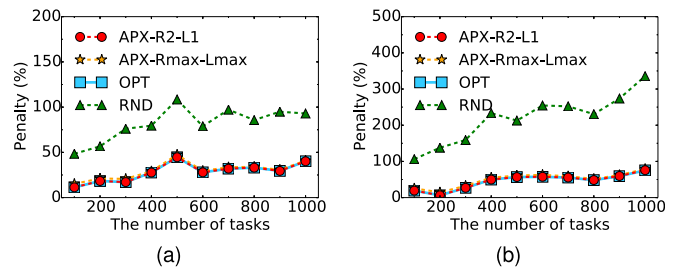 200
150
100
50
0
Penalty (%)
APX-R2-L1
APX-Rmax-Lmax
OPT
RND
200 400 600 800 1000
The number of tasks
(a)
500
400
300
200
100
0
Penalty (%)
APX-R2-L1
APX-Rmax-Lmax
OPT
RND
200 400 600 800 1000
The number of tasks
(b)